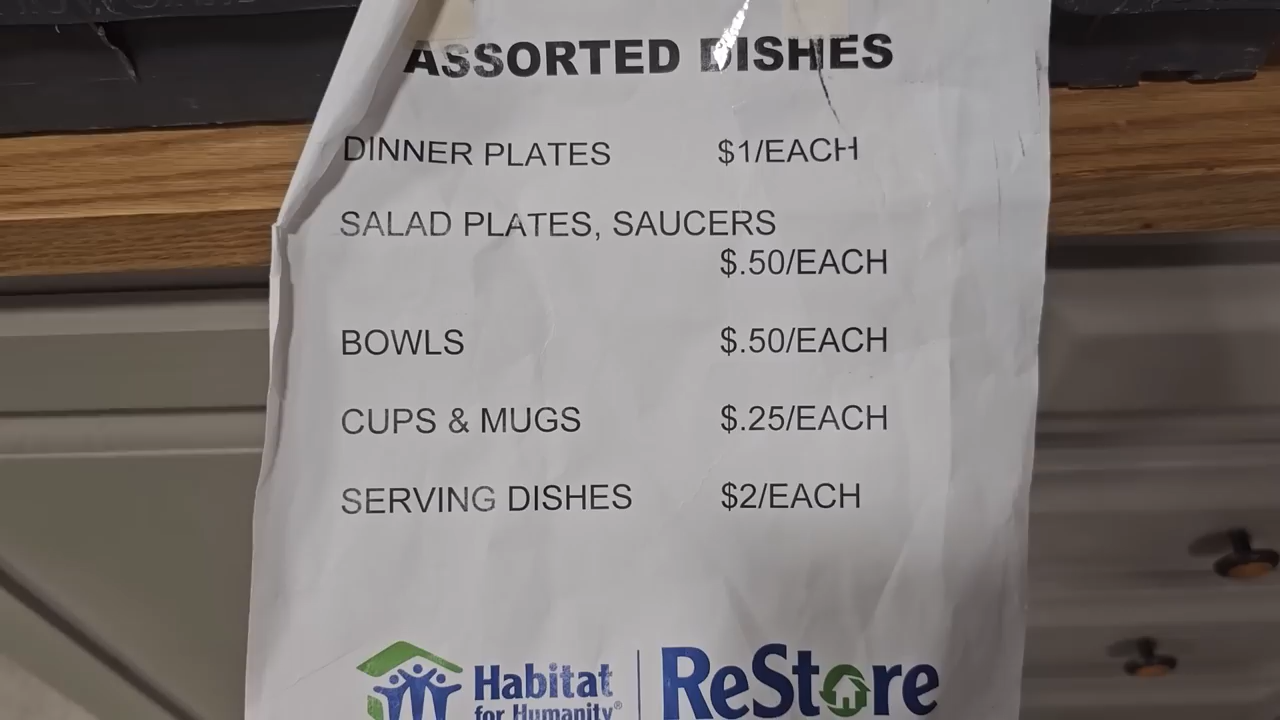 ASSORTED DISHES
DINNER PLATES $1/EACH
SALAD PLATES, SAUCERS
$.50/EACH
BOWLS $.50/EACH
CUPS & MUGS $.25/EACH
SERVING DISHES $2/EACH
Habitat for Humanity® ReStore